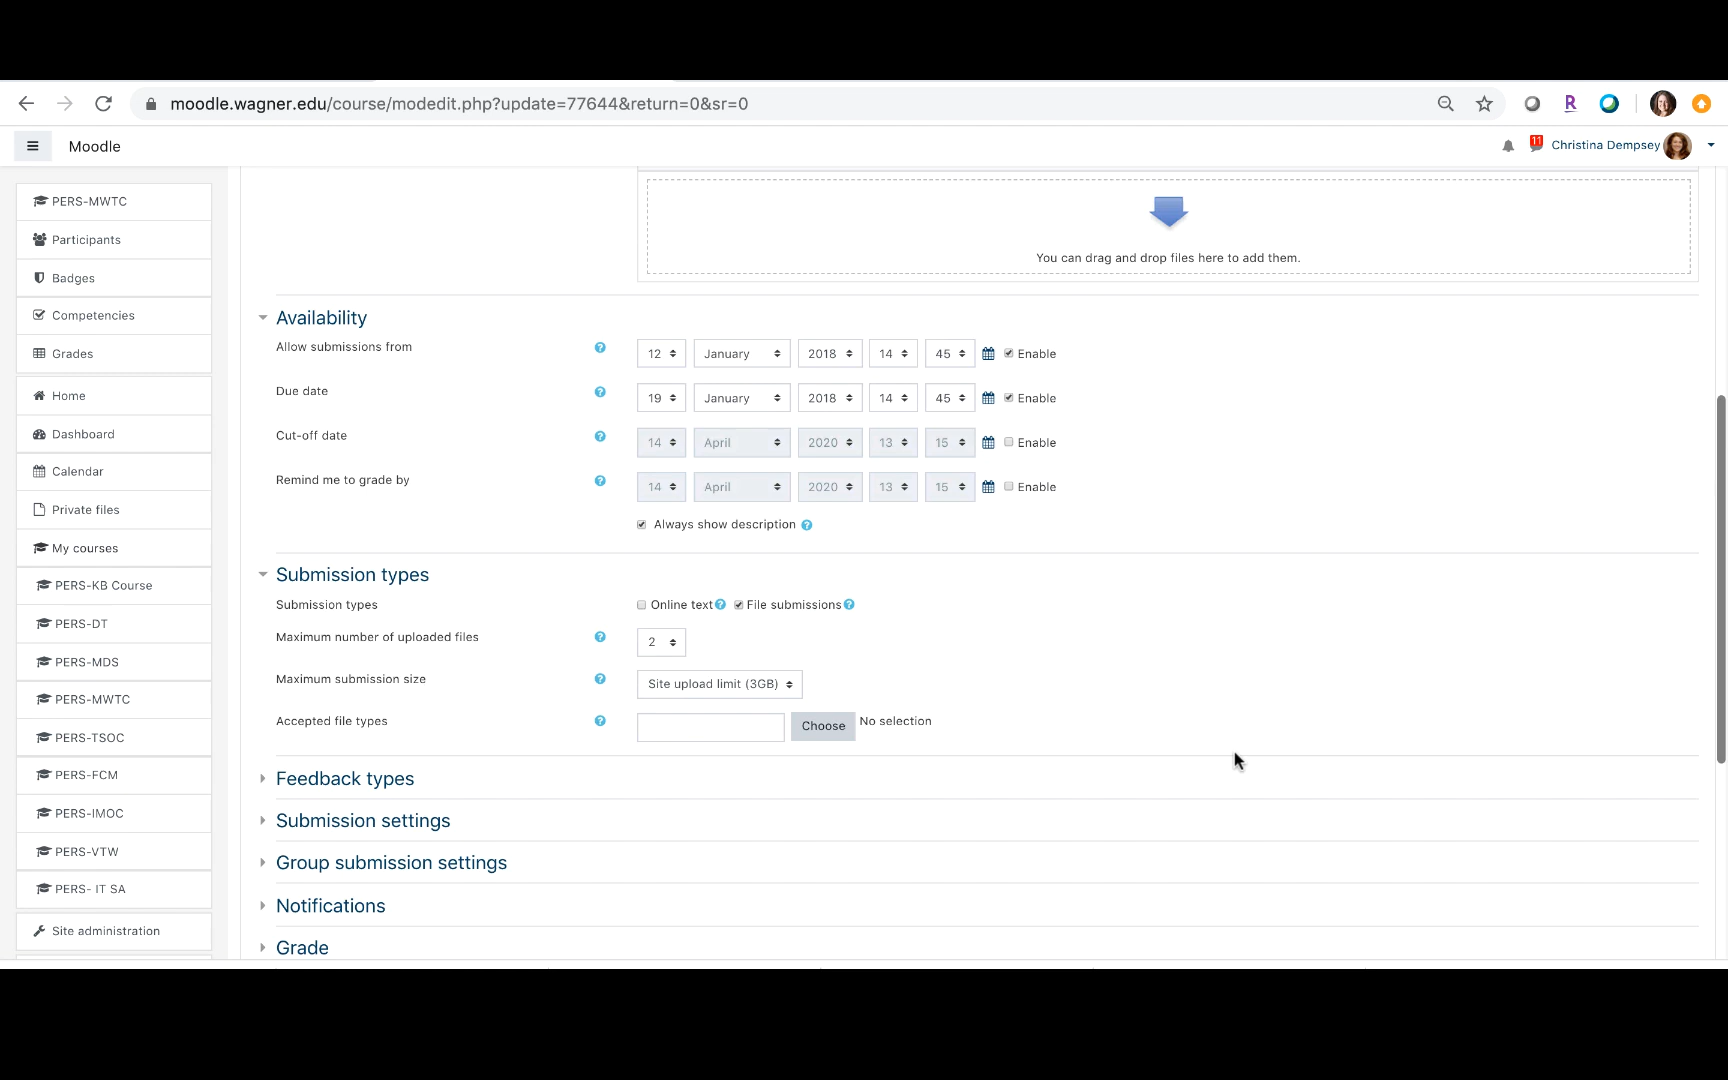 moodle.wagner.edu/course/modedit.php?update=77644&return=0&sr=0
R
Moodle
11
Christina Dempsey
PERS-MWTC
Participants
Badges
Competencies
Grades
Home
Dashboard
Calendar
Private files
My courses
PERS-KB Course
PERS-DT
PERS-MDS
PERS-MWTC
PERS-TSOC
PERS-FCM
PERS-IMOC
PERS-VTW
PERS- IT SA
Site administration
You can drag and drop files here to add them.
Availability
Allow submissions from ? 12 January 2018 14 45 Enable
Due date ? 19 January 2018 14 45 Enable
Cut-off date ? 14 April 2020 13 15 Enable
Remind me to grade by ? 14 April 2020 13 15 Enable
Always show description ?
Submission types
Submission types Online text ? File submissions ?
Maximum number of uploaded files ? 2
Maximum submission size ? Site upload limit (3GB)
Accepted file types ? Choose No selection
Feedback types
Submission settings
Group submission settings
Notifications
Grade